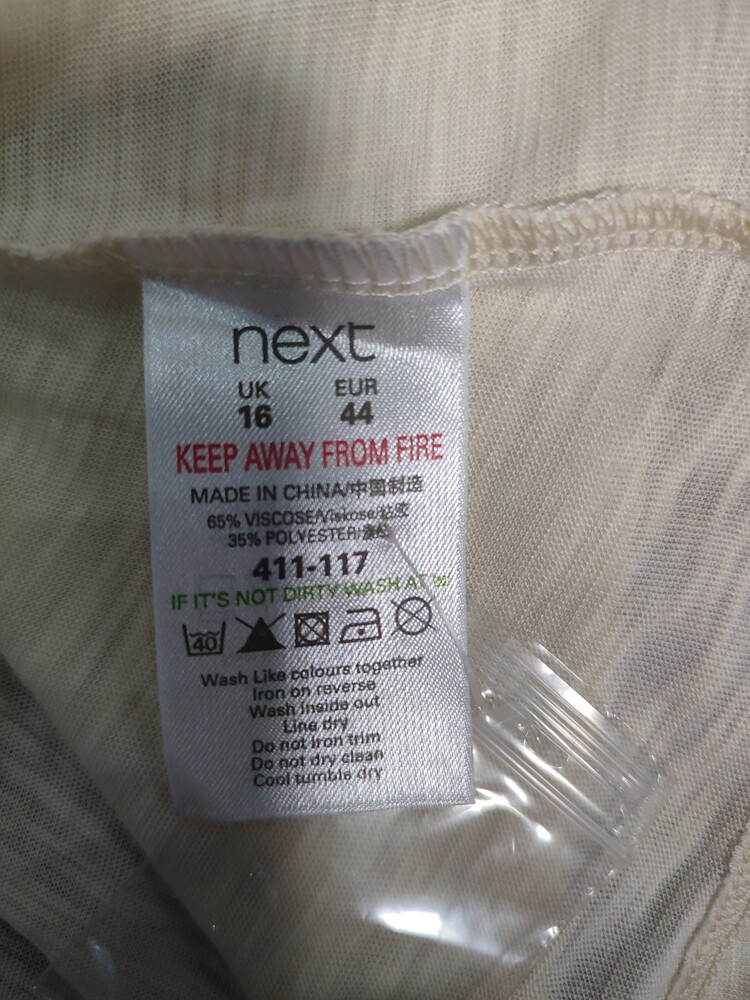 next
UK EUR
16 44
KEEP AWAY FROM FIRE
MADE IN CHINA/中国制造
65% VISCOSE/Viskose/粘胶
35% POLYESTER/涤纶
411-117
IF IT'S NOT DIRTY WASH AT
40
Wash Like colours together
Iron on reverse
Wash inside out
Line dry
Do not iron trim
Do not dry clean
Cool tumble dry